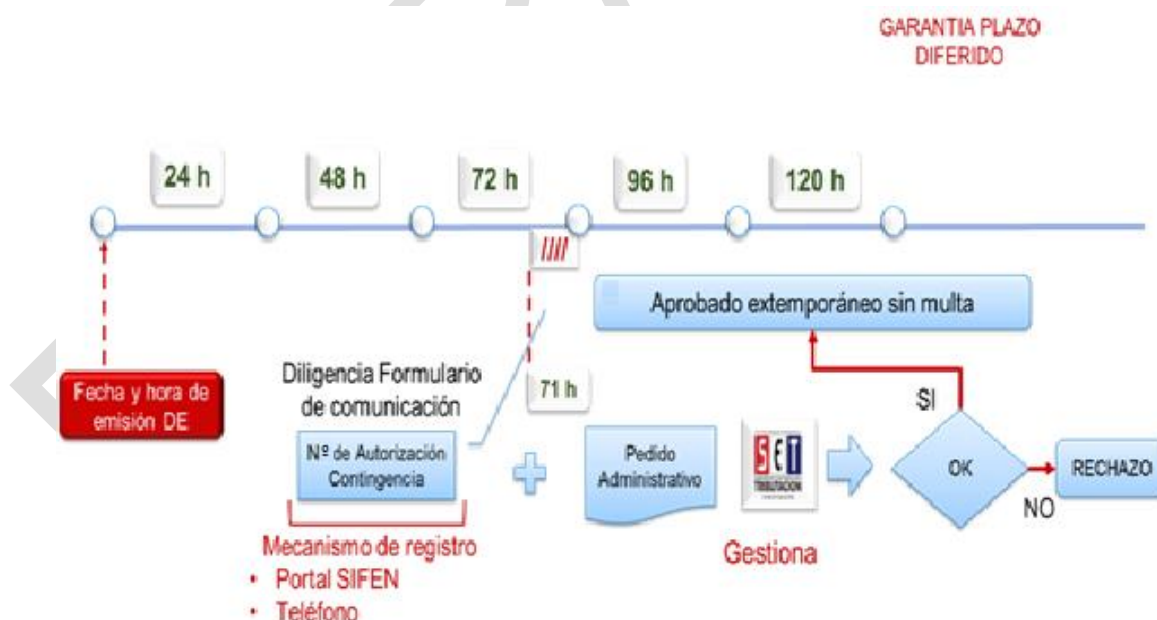 GARANTIA PLAZO
DIFERIDO
24 h
48 h
72 h
96 h
120 h
Aprobado extemporáneo sin multa
Fecha y hora de
emisión DE
Diligencia Formulario
de comunicación
71 h
Nº de Autorización
Contingencia
Pedido
Administrativo
SET
TRIBUTACION
SI
OK
NO
RECHAZO
Mecanismo de registro
• Portal SIFEN
• Teléfono
Gestiona